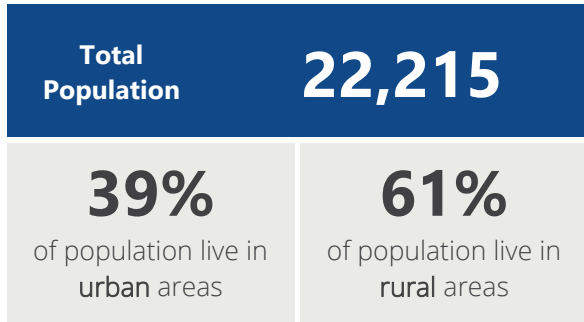 Total
Population
22,215
39%
of population live in
urban areas
61%
of population live in
rural areas